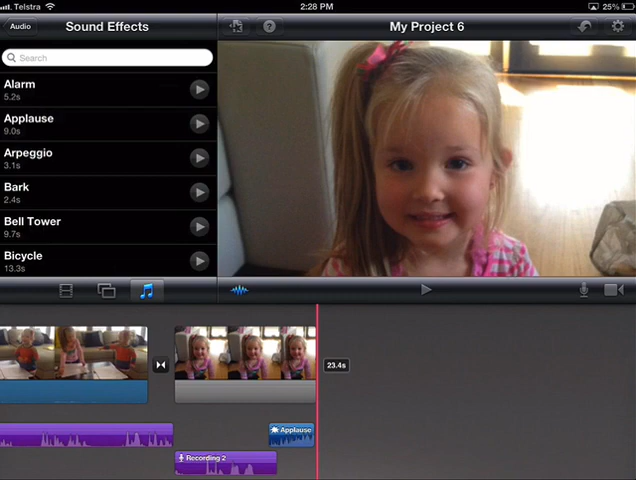 Telstra
2:28 PM
25%
Audio
Sound Effects
My Project 6
Search
Alarm
5.2s
Applause
9.0s
Arpeggio
3.1s
Bark
2.4s
Bell Tower
9.7s
Bicycle
13.3s
23.4s
Applause
Recording 2